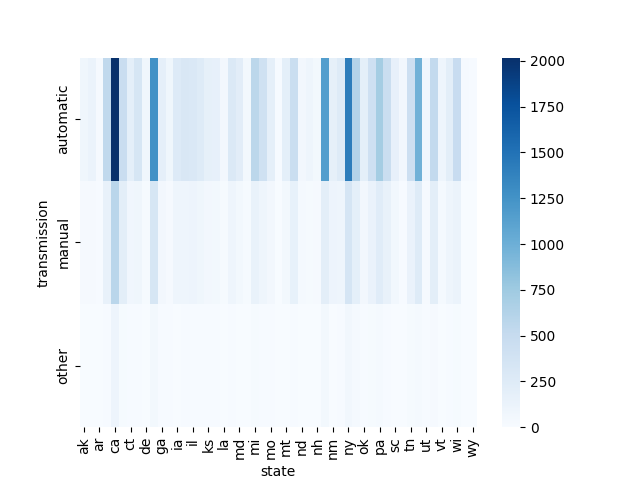 transmission
automatic
manual
other
ak ar ca ct de ga ia il ks la md mi mo mt nd nh nm ny ok pa sc tn ut vt wi wy
state
2000
1750
1500
1250
1000
750
500
250
0